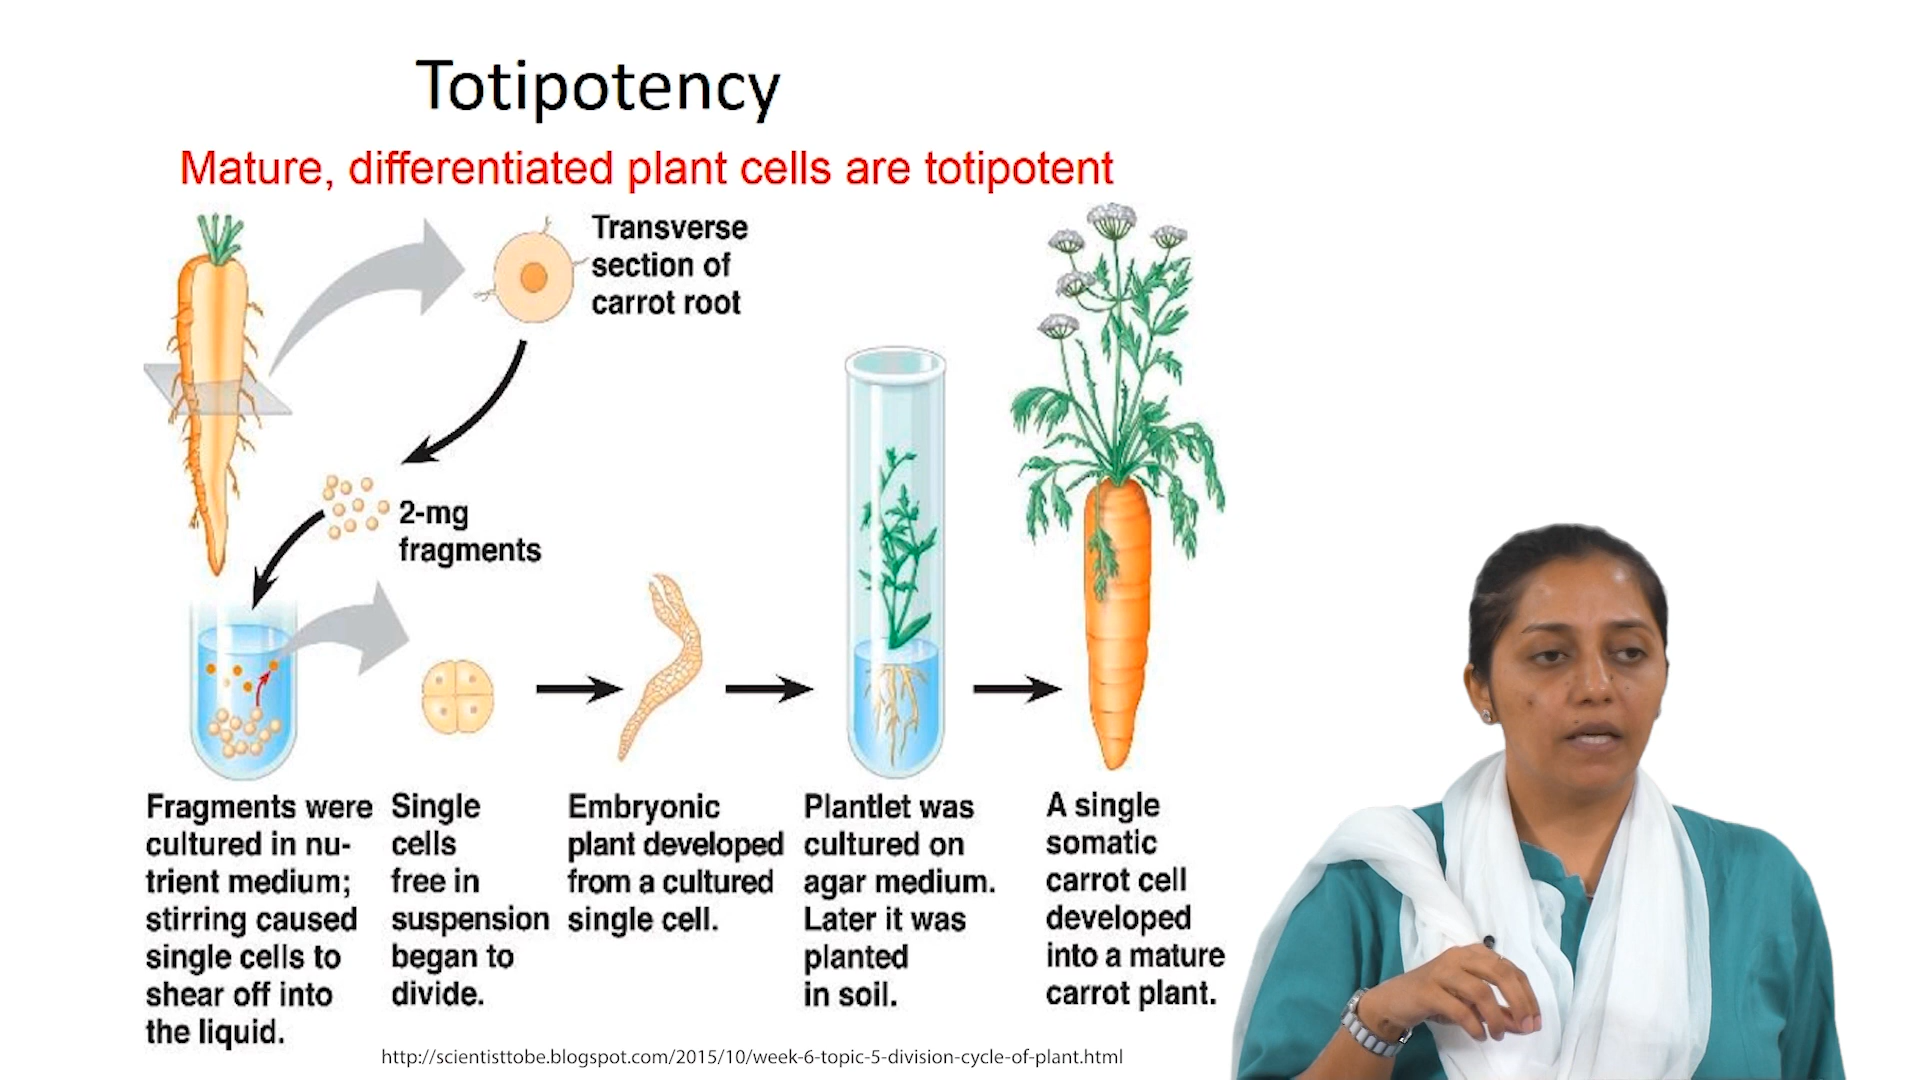 Totipotency
Mature, differentiated plant cells are totipotent
Transverse
section of
carrot root
2-mg
fragments
Fragments were
cultured in nu-
trient medium;
stirring caused
single cells to
shear off into
the liquid.
Single
cells
free in
suspension
began to
divide.
Embryonic
plant developed
from a cultured
single cell.
Plantlet was
cultured on
agar medium.
Later it was
planted
in soil.
A single
somatic
carrot cell
developed
into a mature
carrot plant.
http://scientisttobe.blogspot.com/2015/10/week-6-topic-5-division-cycle-of-plant.html